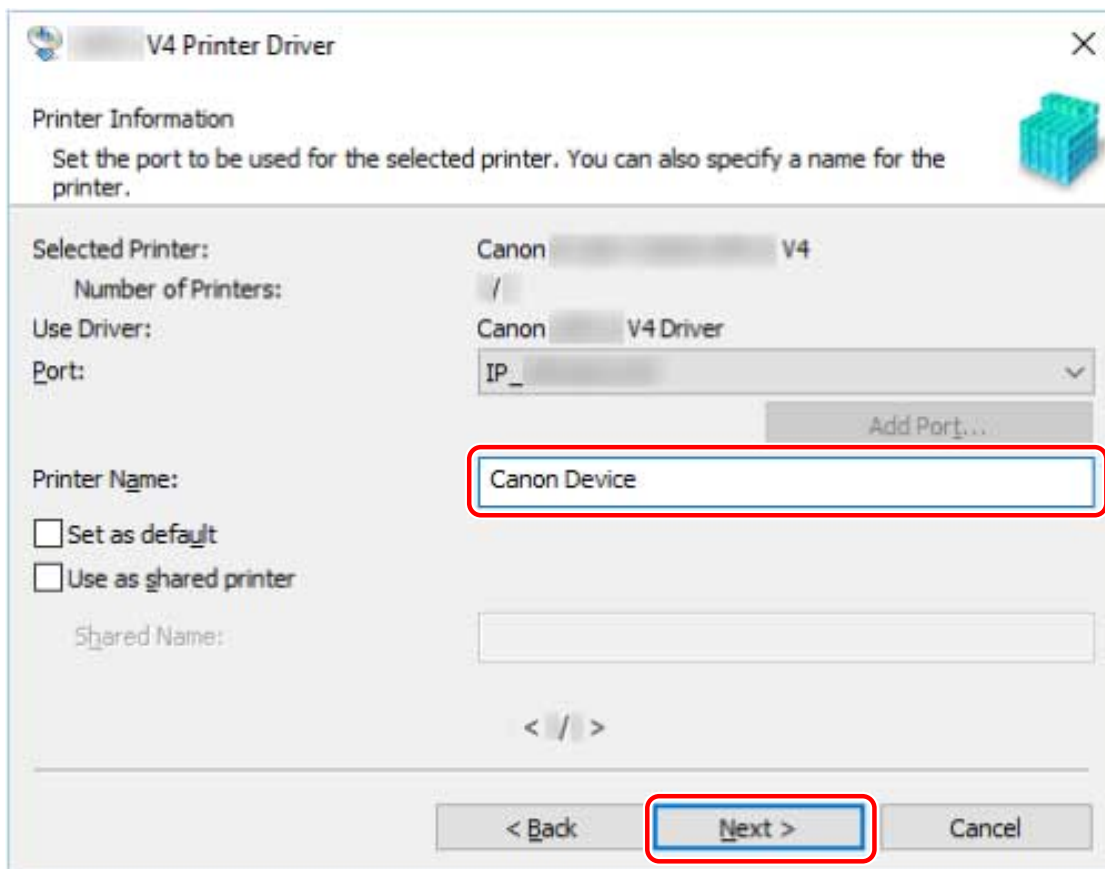 V4 Printer Driver
Printer Information
Set the port to be used for the selected printer. You can also specify a name for the
printer.
Selected Printer: Canon V4
Number of Printers: /
Use Driver: Canon V4 Driver
Port: IP_
Add Port...
Printer Name: Canon Device
Set as default
Use as shared printer
Shared Name:
< / >
< Back Next > Cancel